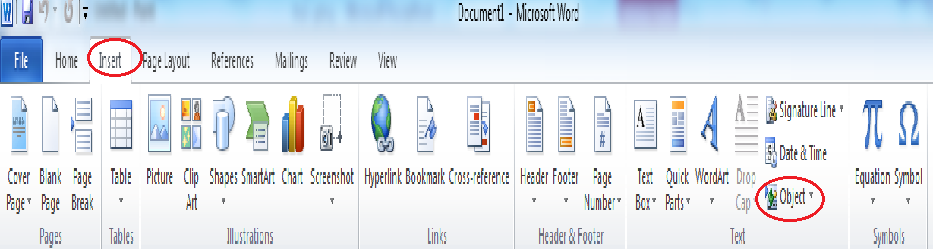 Document1 - Microsoft Word
File Home Insert Page Layout References Mailings Review View
Cover Page
Blank Page
Page Break
Table
Picture
Clip Art
Shapes
SmartArt
Chart
Screenshot
Hyperlink
Bookmark
Cross-reference
Header
Footer
Page Number
Text Box
Quick Parts
WordArt
Drop Cap
Signature Line
Date & Time
Object
Equation
Symbol
Pages Tables Illustrations Links Header & Footer Text Symbols